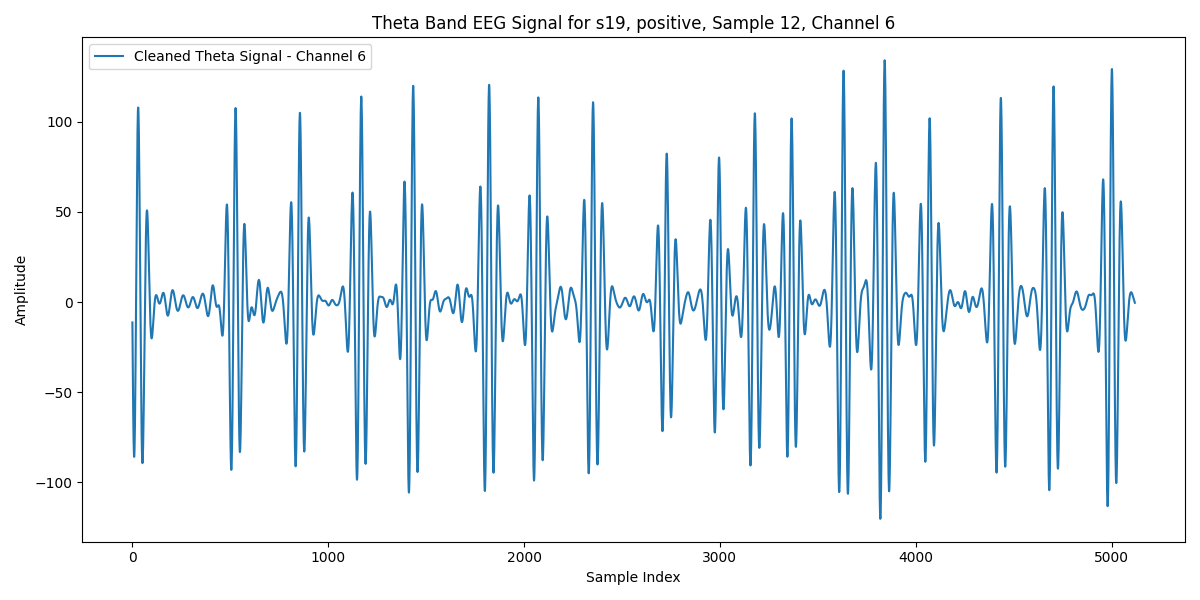 Theta Band EEG Signal for s19, positive, Sample 12, Channel 6
Cleaned Theta Signal - Channel 6
Amplitude
100
50
0
−50
−100
0 1000 2000 3000 4000 5000
Sample Index